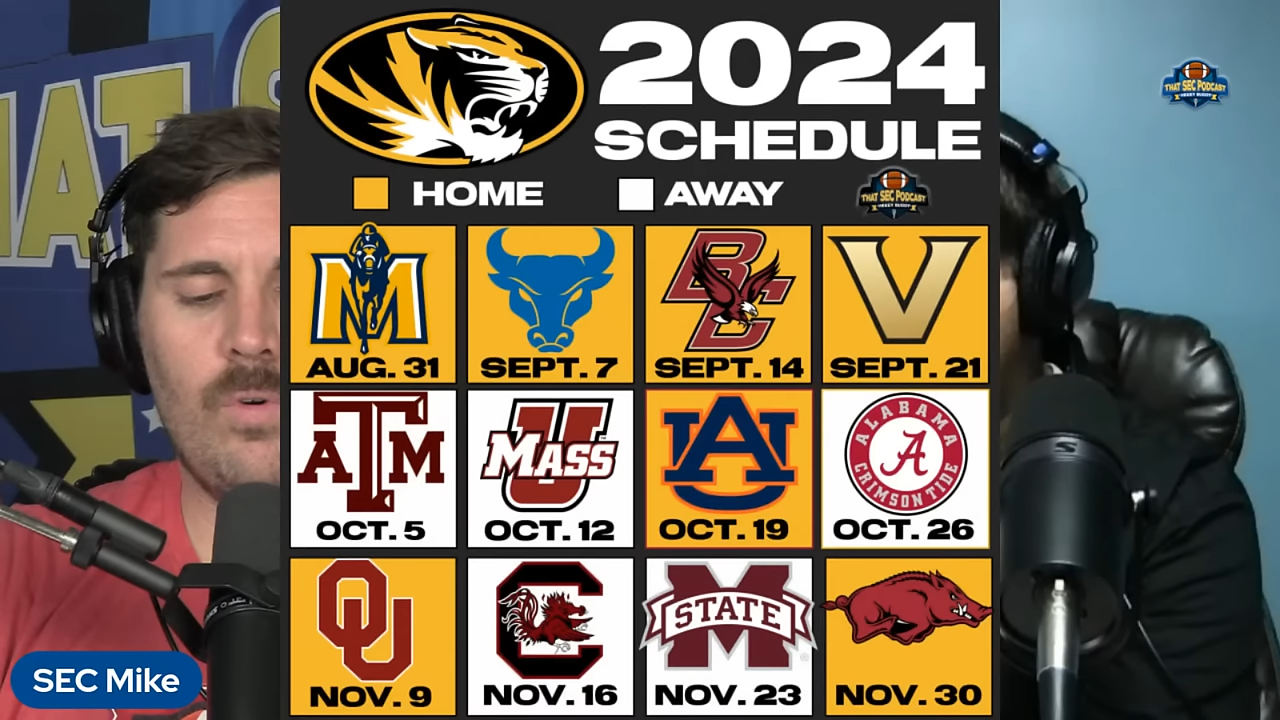 2024
SCHEDULE
HOME AWAY
THAT SEC PODCAST
THAT SEC PODCAST
M
BC
V
AUG. 31 SEPT. 7 SEPT. 14 SEPT. 21
ATM
U
MASS
AU
ALABAMA
A
CRIMSON TIDE
OCT. 5 OCT. 12 OCT. 19 OCT. 26
OU
C
M
STATE
NOV. 9 NOV. 16 NOV. 23 NOV. 30
SEC Mike